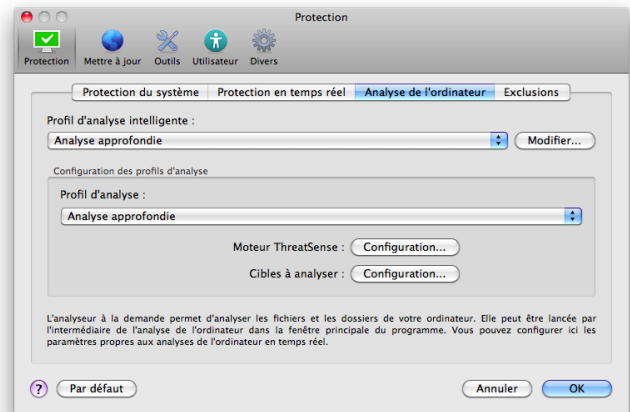 Protection
Protection
Mettre à jour
Outils
Utilisateur
Divers
Protection du système
Protection en temps réel
Analyse de l'ordinateur
Exclusions
Profil d'analyse intelligente :
Analyse approfondie
Modifier...
Configuration des profils d'analyse
Profil d'analyse :
Analyse approfondie
Moteur ThreatSense :
Configuration...
Cibles à analyser :
Configuration...
L'analyseur à la demande permet d'analyser les fichiers et les dossiers de votre ordinateur. Elle peut être lancée par
l'intermédiaire de l'analyse de l'ordinateur dans la fenêtre principale du programme. Vous pouvez configurer ici les
paramètres propres aux analyses de l'ordinateur en temps réel.
?
Par défaut
Annuler
OK